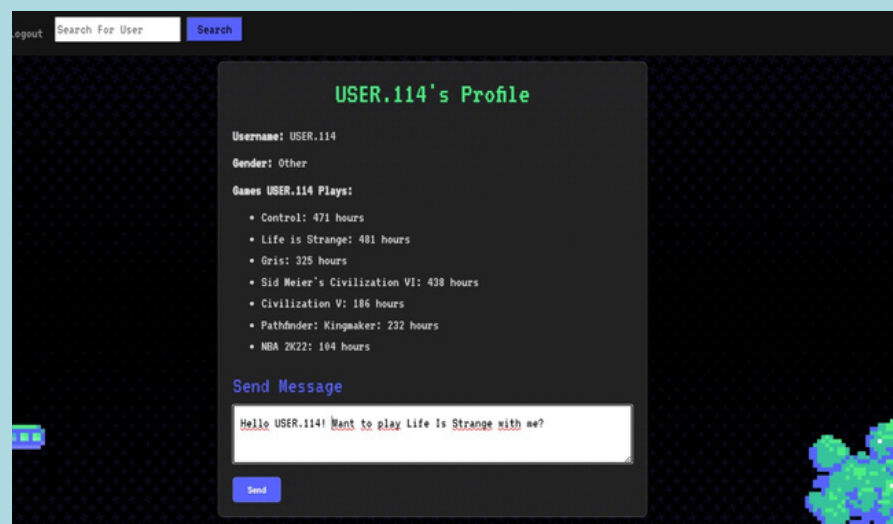 Logout Search For User Search
USER.114's Profile
Username: USER.114
Gender: Other
Games USER.114 Plays:
• Control: 471 hours
• Life is Strange: 481 hours
• Gris: 325 hours
• Sid Meier's Civilization VI: 438 hours
• Civilization V: 186 hours
• Pathfinder: Kingmaker: 232 hours
• NBA 2K22: 104 hours
Send Message
Hello USER.114! Want to play Life Is Strange with me?
Send